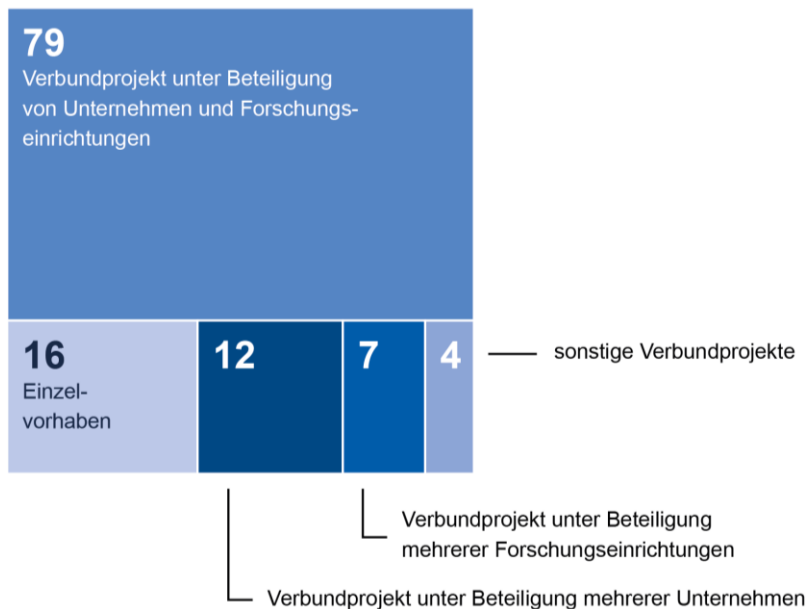 79
Verbundprojekt unter Beteiligung
von Unternehmen und Forschungs-
einrichtungen
16
Einzel-
vorhaben
12
7
4
sonstige Verbundprojekte
Verbundprojekt unter Beteiligung
mehrerer Forschungseinrichtungen
Verbundprojekt unter Beteiligung mehrerer Unternehmen